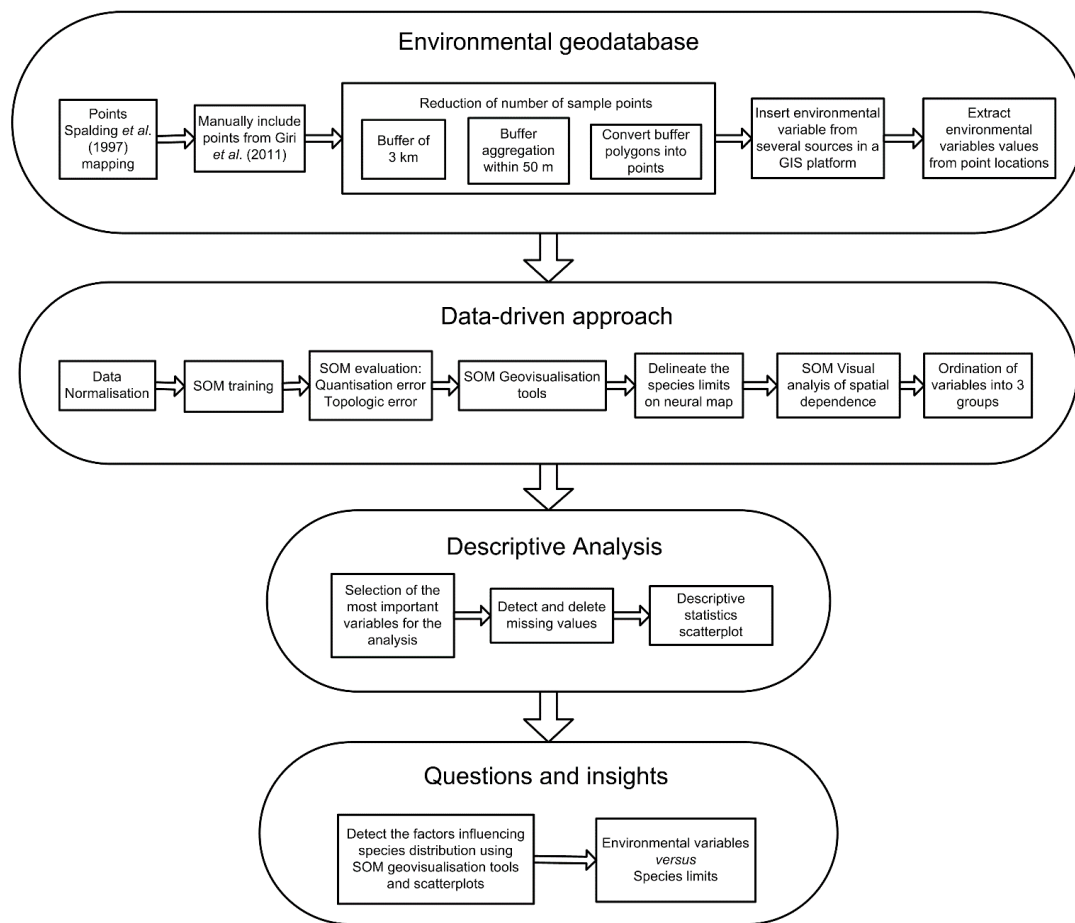 Environmental geodatabase
Points
Spalding et al.
(1997)
mapping
Manually include
points from Giri
et al. (2011)
Reduction of number of sample points
Buffer of
3 km
Buffer
aggregation
within 50 m
Convert buffer
polygons into
points
Insert environmental
variable from
several sources in a
GIS platform
Extract
environmental
variables values
from point locations
Data-driven approach
Data
Normalisation
SOM training
SOM evaluation:
Quantisation error
Topologic error
SOM Geovisualisation
tools
Delineate the
species limits
on neural map
SOM Visual
analyis of spatial
dependence
Ordination of
variables into 3
groups
Descriptive Analysis
Selection of the
most important
variables for the
analysis
Detect and delete
missing values
Descriptive
statistics
scatterplot
Questions and insights
Detect the factors influencing
species distribution using
SOM geovisualisation tools
and scatterplots
Environmental variables
versus
Species limits